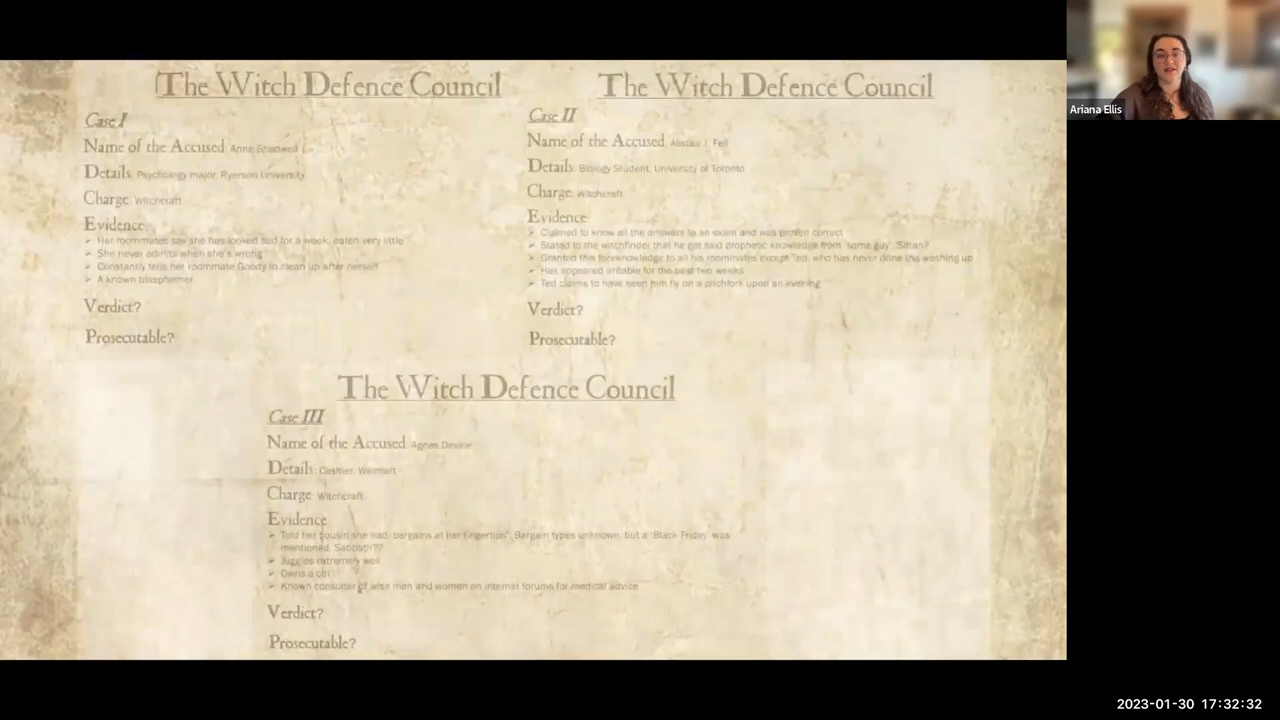 The Witch Defence Council
Case I
Name of the Accused: Anne Shadwell
Details: Psychology major, Ryerson University
Charge: Witchcraft
Evidence:
➢ Her roommates say she has looked sad for a week, eaten very little
➢ She never admits when she's wrong
➢ Constantly tells her roommate Goody to clean up after herself
➢ A known blasphemer
Verdict?
Prosecutable?
The Witch Defence Council
Case II
Name of the Accused: Alistair J. Fell
Details: Biology Student, University of Toronto
Charge: Witchcraft
Evidence:
➢ Claimed to know all the answers to an exam and was proven correct
➢ Stated to the witchfinder that he got said prophetic knowledge from "some guy". Satan?
➢ Granted this foreknowledge to all his roommates except Ted, who has never done the washing up
➢ Has appeared irritable for the past two weeks
➢ Ted claims to have seen him fly on a pitchfork upon an evening
Verdict?
Prosecutable?
The Witch Defence Council
Case III
Name of the Accused: Agnes Device
Details: Cashier, Walmart
Charge: Witchcraft
Evidence:
➢ Told her cousin she had "bargains at her fingertips". Bargain types unknown, but a "Black Friday" was
mentioned. Sabbath??
➢ Juggles extremely well
➢ Owns a cat
➢ Known consulter of wise men and women on internet forums for medical advice
Verdict?
Prosecutable?
Ariana Ellis
2023-01-30 17:32:32